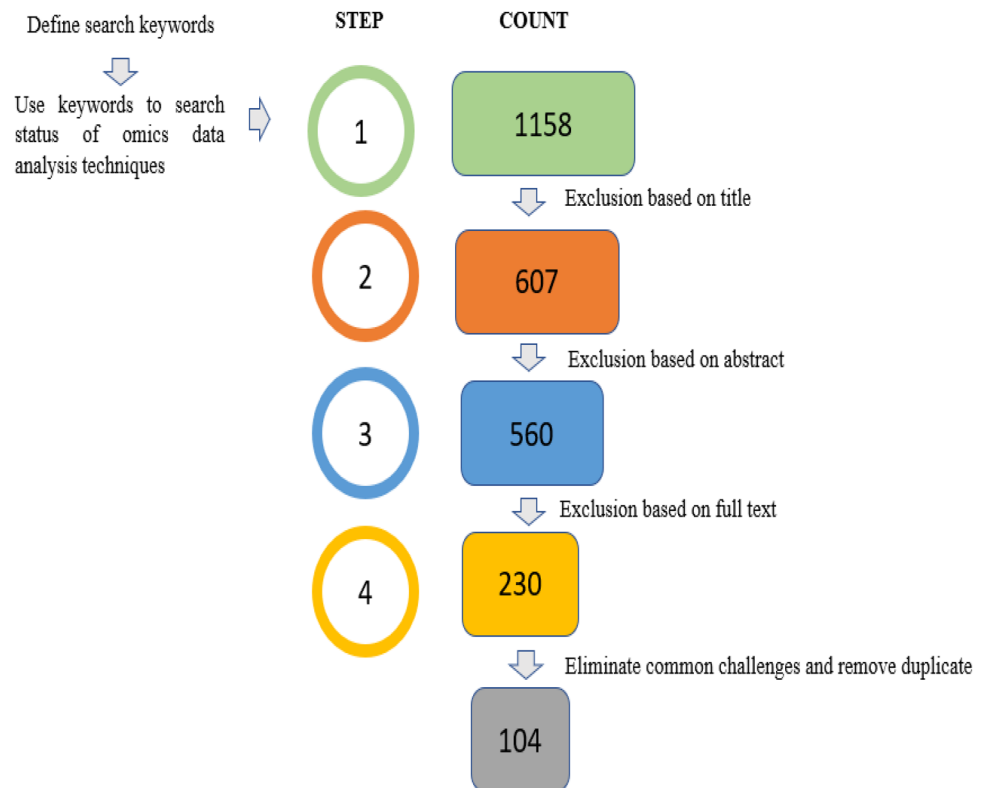 Define search keywords
STEP
COUNT
Use keywords to search
status of omics data
analysis techniques
1
1158
Exclusion based on title
2
607
Exclusion based on abstract
3
560
Exclusion based on full text
4
230
Eliminate common challenges and remove duplicate
104